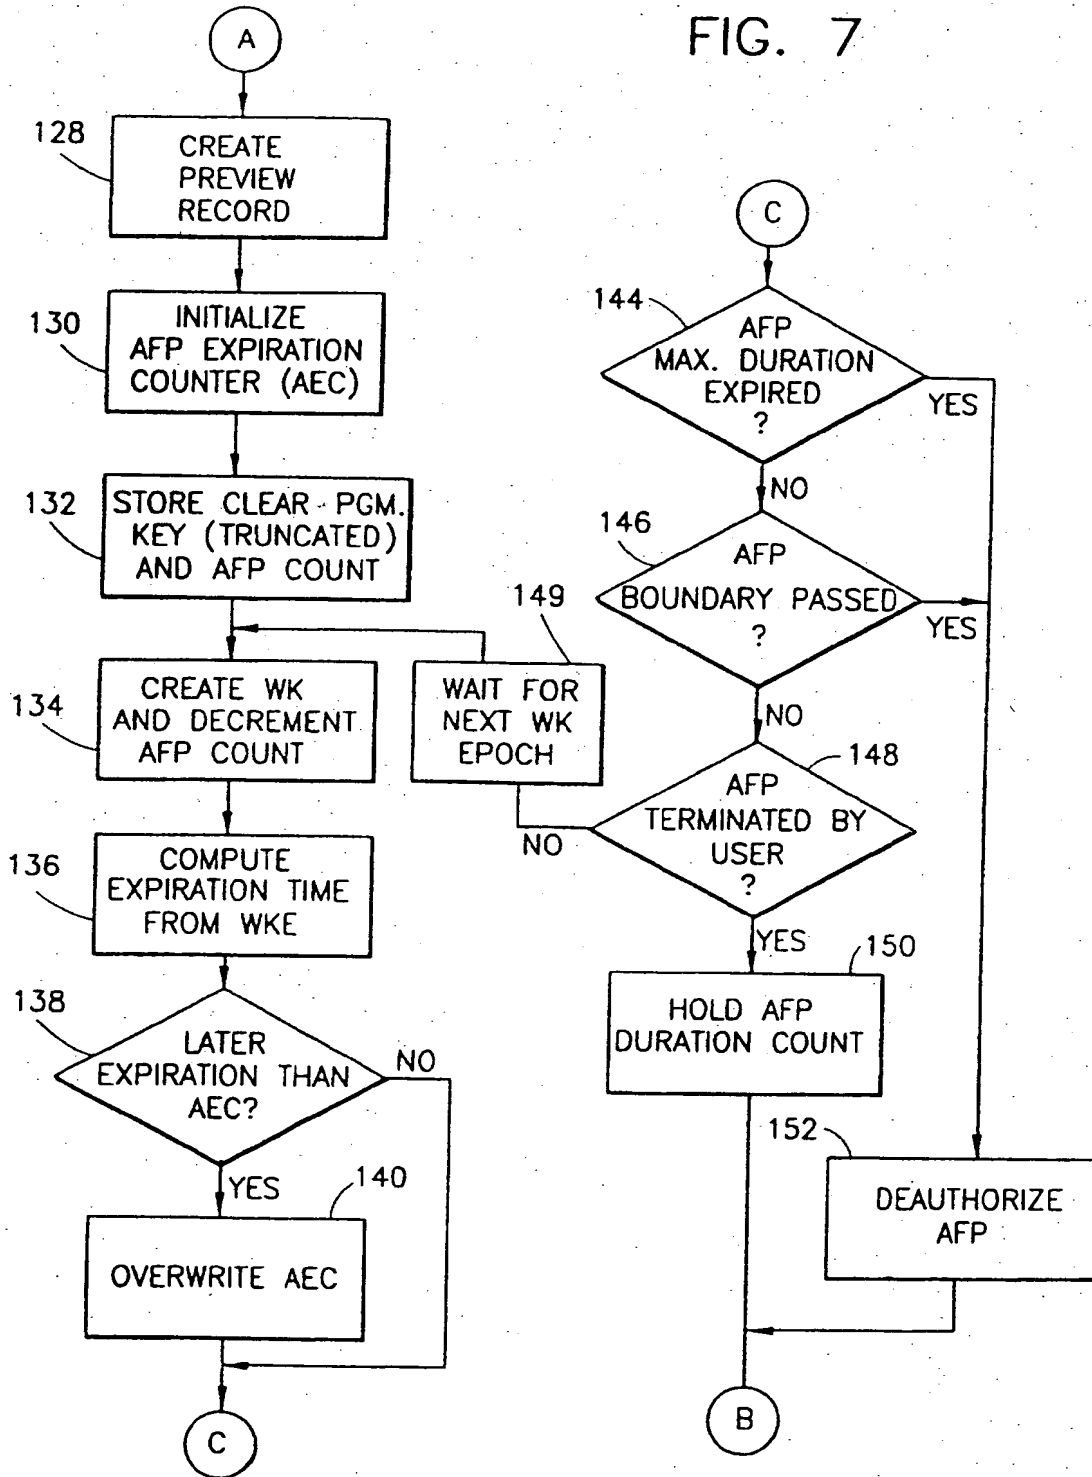 FIG. 7
A
128
CREATE
PREVIEW
RECORD
130
INITIALIZE
AFP EXPIRATION
COUNTER (AEC)
132
STORE CLEAR PGM.
KEY (TRUNCATED)
AND AFP COUNT
134
CREATE WK
AND DECREMENT
AFP COUNT
136
COMPUTE
EXPIRATION TIME
FROM WKE
138
LATER
EXPIRATION THAN
AEC?
NO
YES
140
OVERWRITE AEC
C
C
144
AFP
MAX. DURATION
EXPIRED
?
YES
NO
146
AFP
BOUNDARY PASSED
?
YES
NO
148
AFP
TERMINATED BY
USER
?
NO
149
WAIT FOR
NEXT WK
EPOCH
YES
150
HOLD AFP
DURATION COUNT
152
DEAUTHORIZE
AFP
B